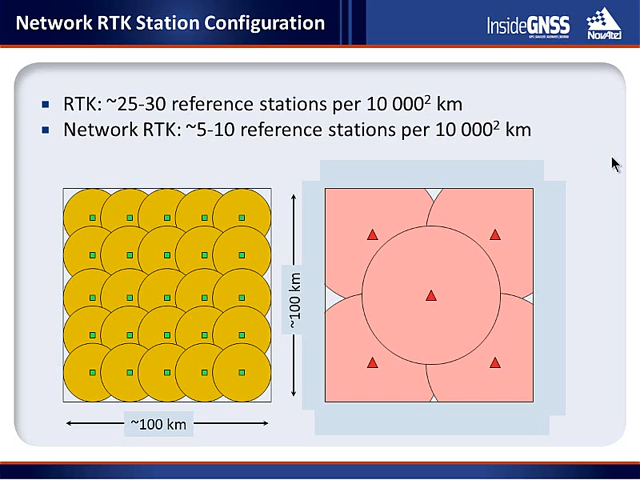 Network RTK Station Configuration
InsideGNSS
NovAtel
RTK: ~25-30 reference stations per 10 000² km
Network RTK: ~5-10 reference stations per 10 000² km
~100 km
~100 km